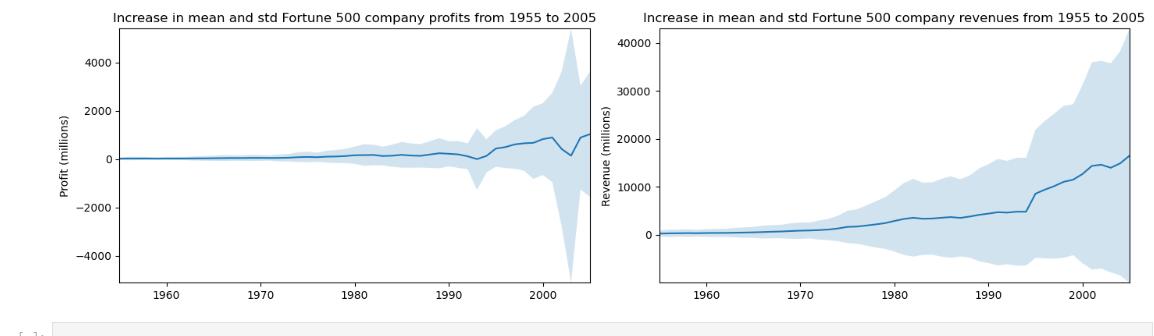 Increase in mean and std Fortune 500 company profits from 1955 to 2005
Profit (millions)
4000
2000
0
−2000
−4000
1960 1970 1980 1990 2000
Increase in mean and std Fortune 500 company revenues from 1955 to 2005
Revenue (millions)
40000
30000
20000
10000
0
1960 1970 1980 1990 2000